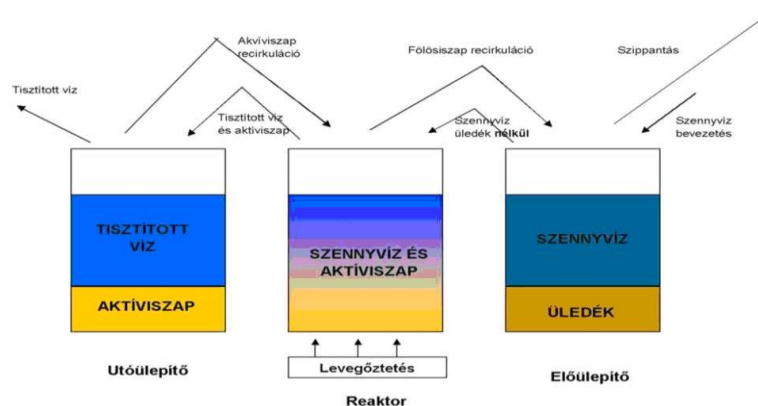 Akvíviszap
recirkuláció
Fölösiszap recirkuláció
Szippantás
Tisztított víz
Tisztított víz
és aktíviszap
Szennyvíz
üledék nélkül
Szennyvíz
bevezetés
TISZTÍTOTT
VÍZ
AKTÍVISZAP
SZENNYVÍZ ÉS
AKTÍVISZAP
SZENNYVÍZ
ÜLEDÉK
Levegőztetés
Utóülepítő
Reaktor
Előülepítő